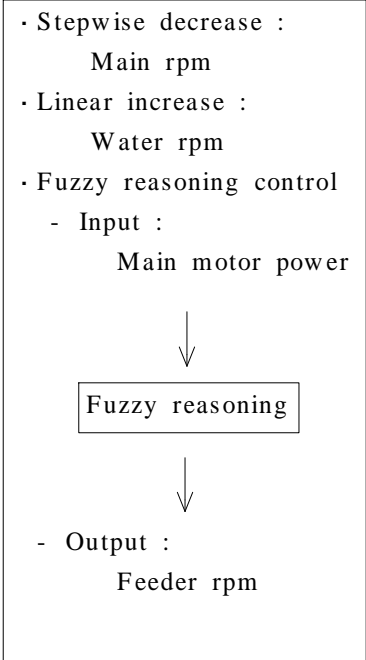 · Stepwise decrease :
Main rpm
· Linear increase :
Water rpm
· Fuzzy reasoning control
- Input :
Main motor power
Fuzzy reasoning
- Output :
Feeder rpm